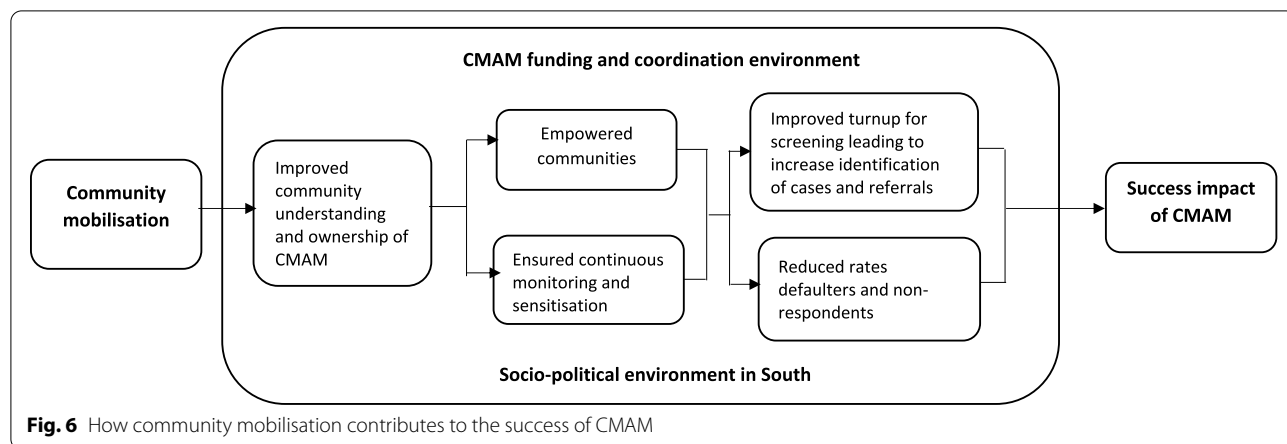 CMAM funding and coordination environment
Community
mobilisation
Improved
community
understanding
and ownership of
CMAM
Empowered
communities
Ensured continuous
monitoring and
sensitisation
Improved turnup for
screening leading to
increase identification
of cases and referrals
Reduced rates
defaulters and non-
respondents
Success impact
of CMAM
Socio-political environment in South
Fig. 6 How community mobilisation contributes to the success of CMAM